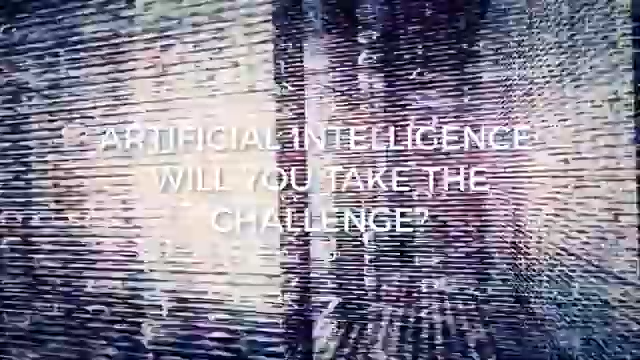 ARTIFICIAL INTELLIGENCE
WILL YOU TAKE THE
CHALLENGE?